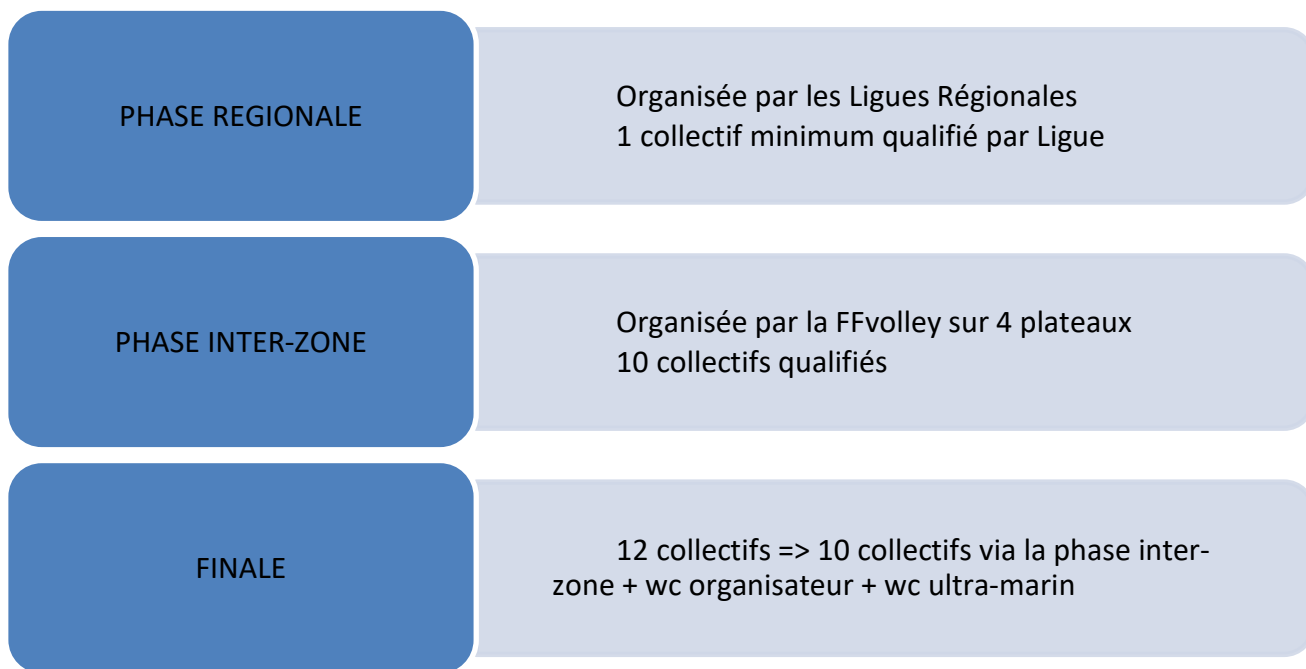 PHASE REGIONALE
Organisée par les Ligues Régionales
1 collectif minimum qualifié par Ligue
PHASE INTER-ZONE
Organisée par la FFvolley sur 4 plateaux
10 collectifs qualifiés
FINALE
12 collectifs => 10 collectifs via la phase inter-
zone + wc organisateur + wc ultra-marin